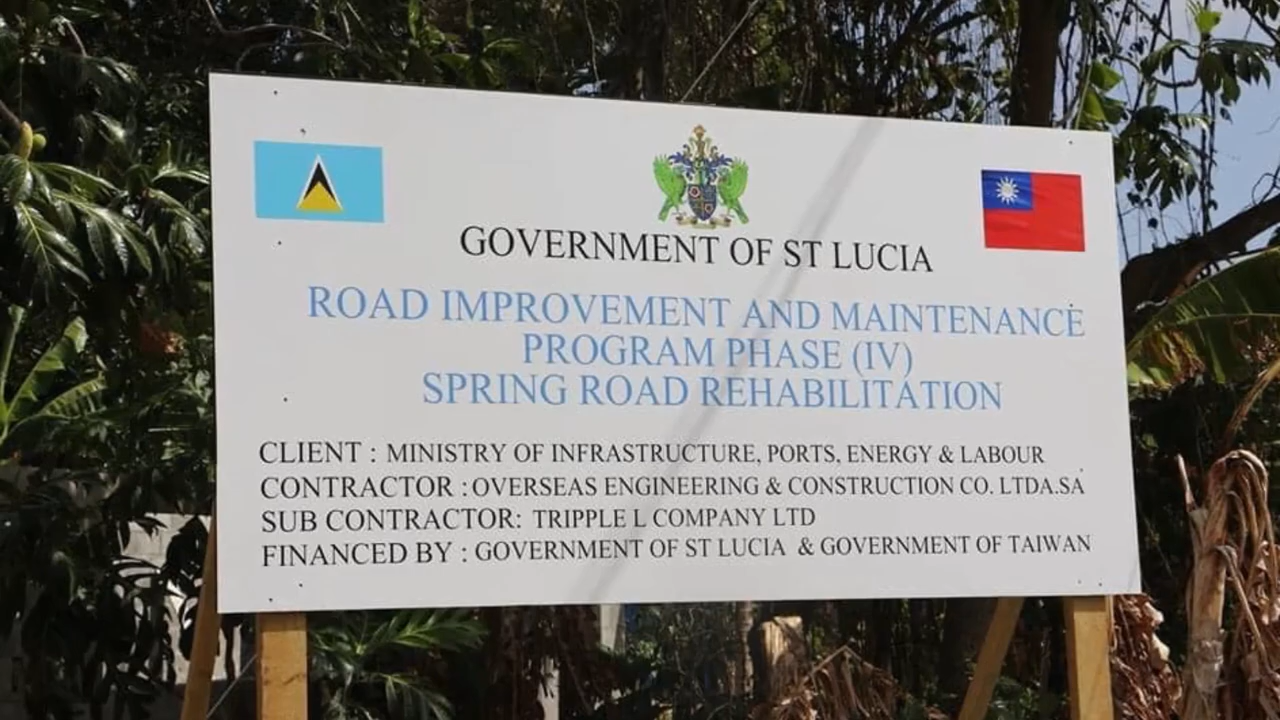 GOVERNMENT OF ST LUCIA
ROAD IMPROVEMENT AND MAINTENANCE
PROGRAM PHASE (IV)
SPRING ROAD REHABILITATION
CLIENT : MINISTRY OF INFRASTRUCTURE, PORTS, ENERGY & LABOUR
CONTRACTOR : OVERSEAS ENGINEERING & CONSTRUCTION CO. LTDA.SA
SUB CONTRACTOR: TRIPPLE L COMPANY LTD
FINANCED BY : GOVERNMENT OF ST LUCIA & GOVERNMENT OF TAIWAN